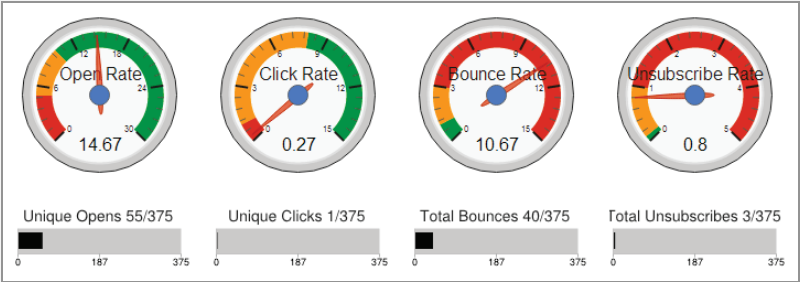 Open Rate
0 6 12 18 24 30
14.67
Click Rate
0 3 6 9 12 15
0.27
Bounce Rate
0 3 6 9 12 15
10.67
Unsubscribe Rate
0 1 2 3 4 5
0.8
Unique Opens 55/375
0 187 375
Unique Clicks 1/375
0 187 375
Total Bounces 40/375
0 187 375
Total Unsubscribes 3/375
0 187 375